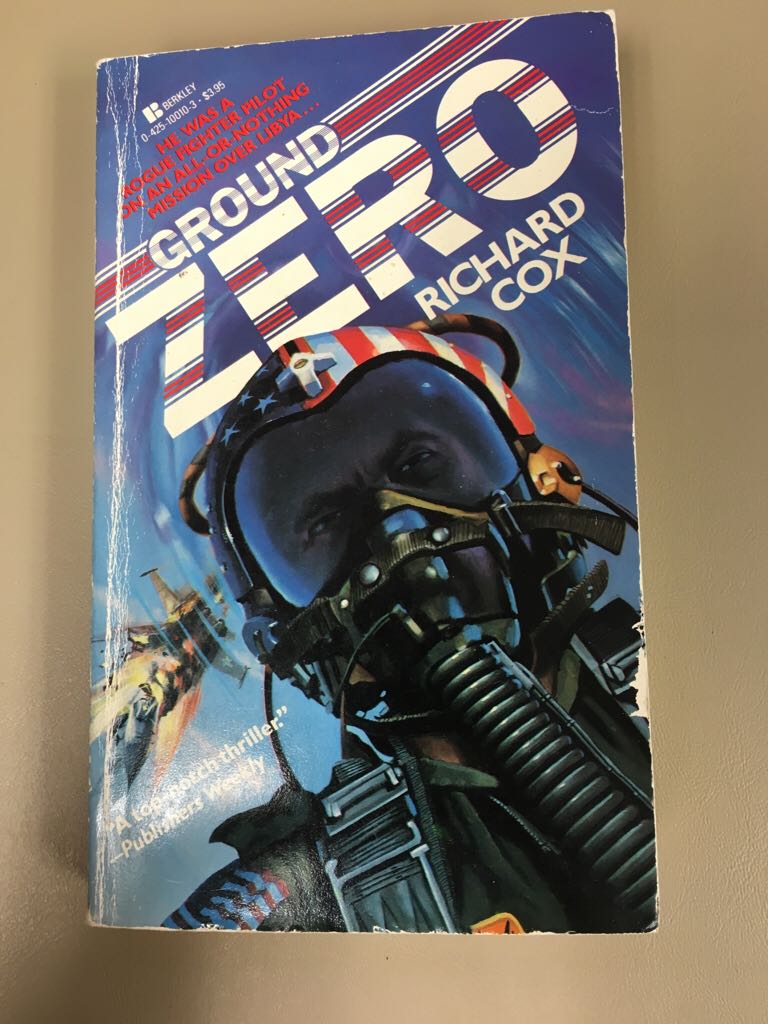 BERKLEY
0-425-10010-3 • $3.95
HE WAS A
ROGUE FIGHTER PILOT
ON AN ALL-OR-NOTHING
MISSION OVER LIBYA...
GROUND
ZERO
RICHARD
COX
"A top-notch thriller."
—Publishers Weekly